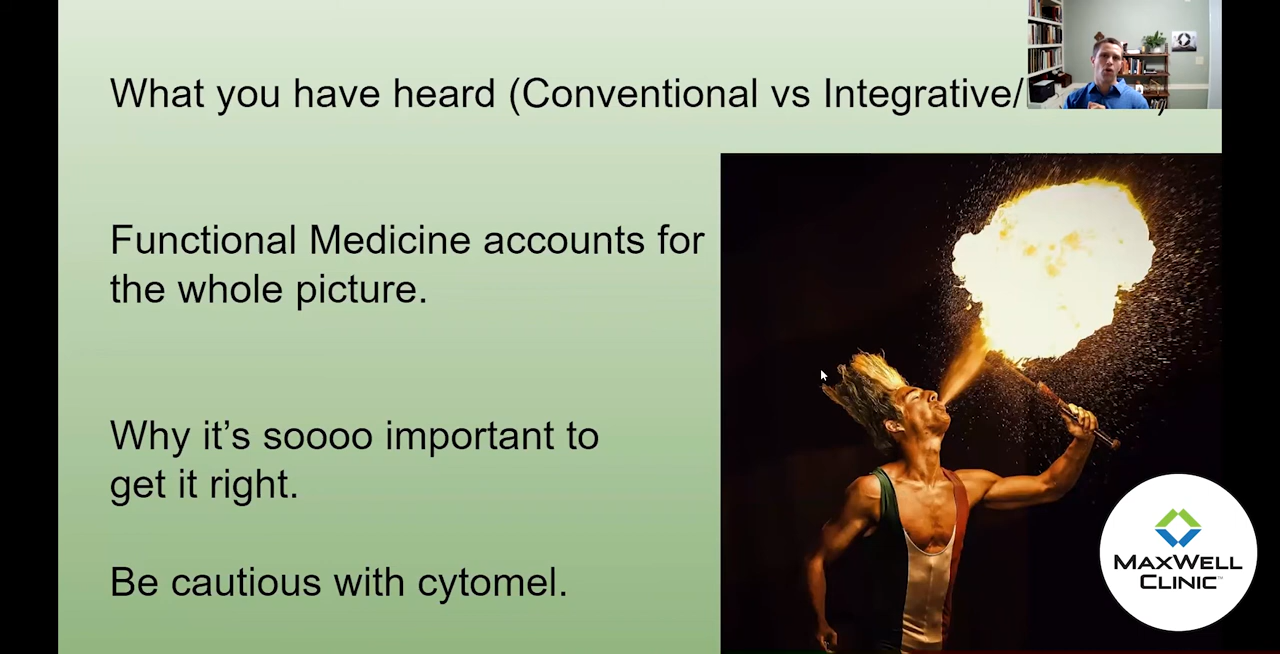 What you have heard (Conventional vs Integrative/
Functional Medicine accounts for
the whole picture.
Why it's soooo important to
get it right.
Be cautious with cytomel.
MAXWELL
CLINIC™